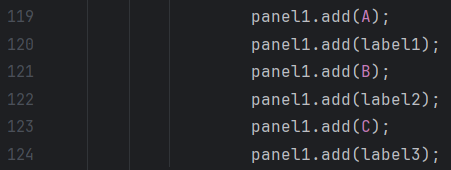 119 panel1.add(A);
120 panel1.add(label1);
121 panel1.add(B);
122 panel1.add(label2);
123 panel1.add(C);
124 panel1.add(label3);